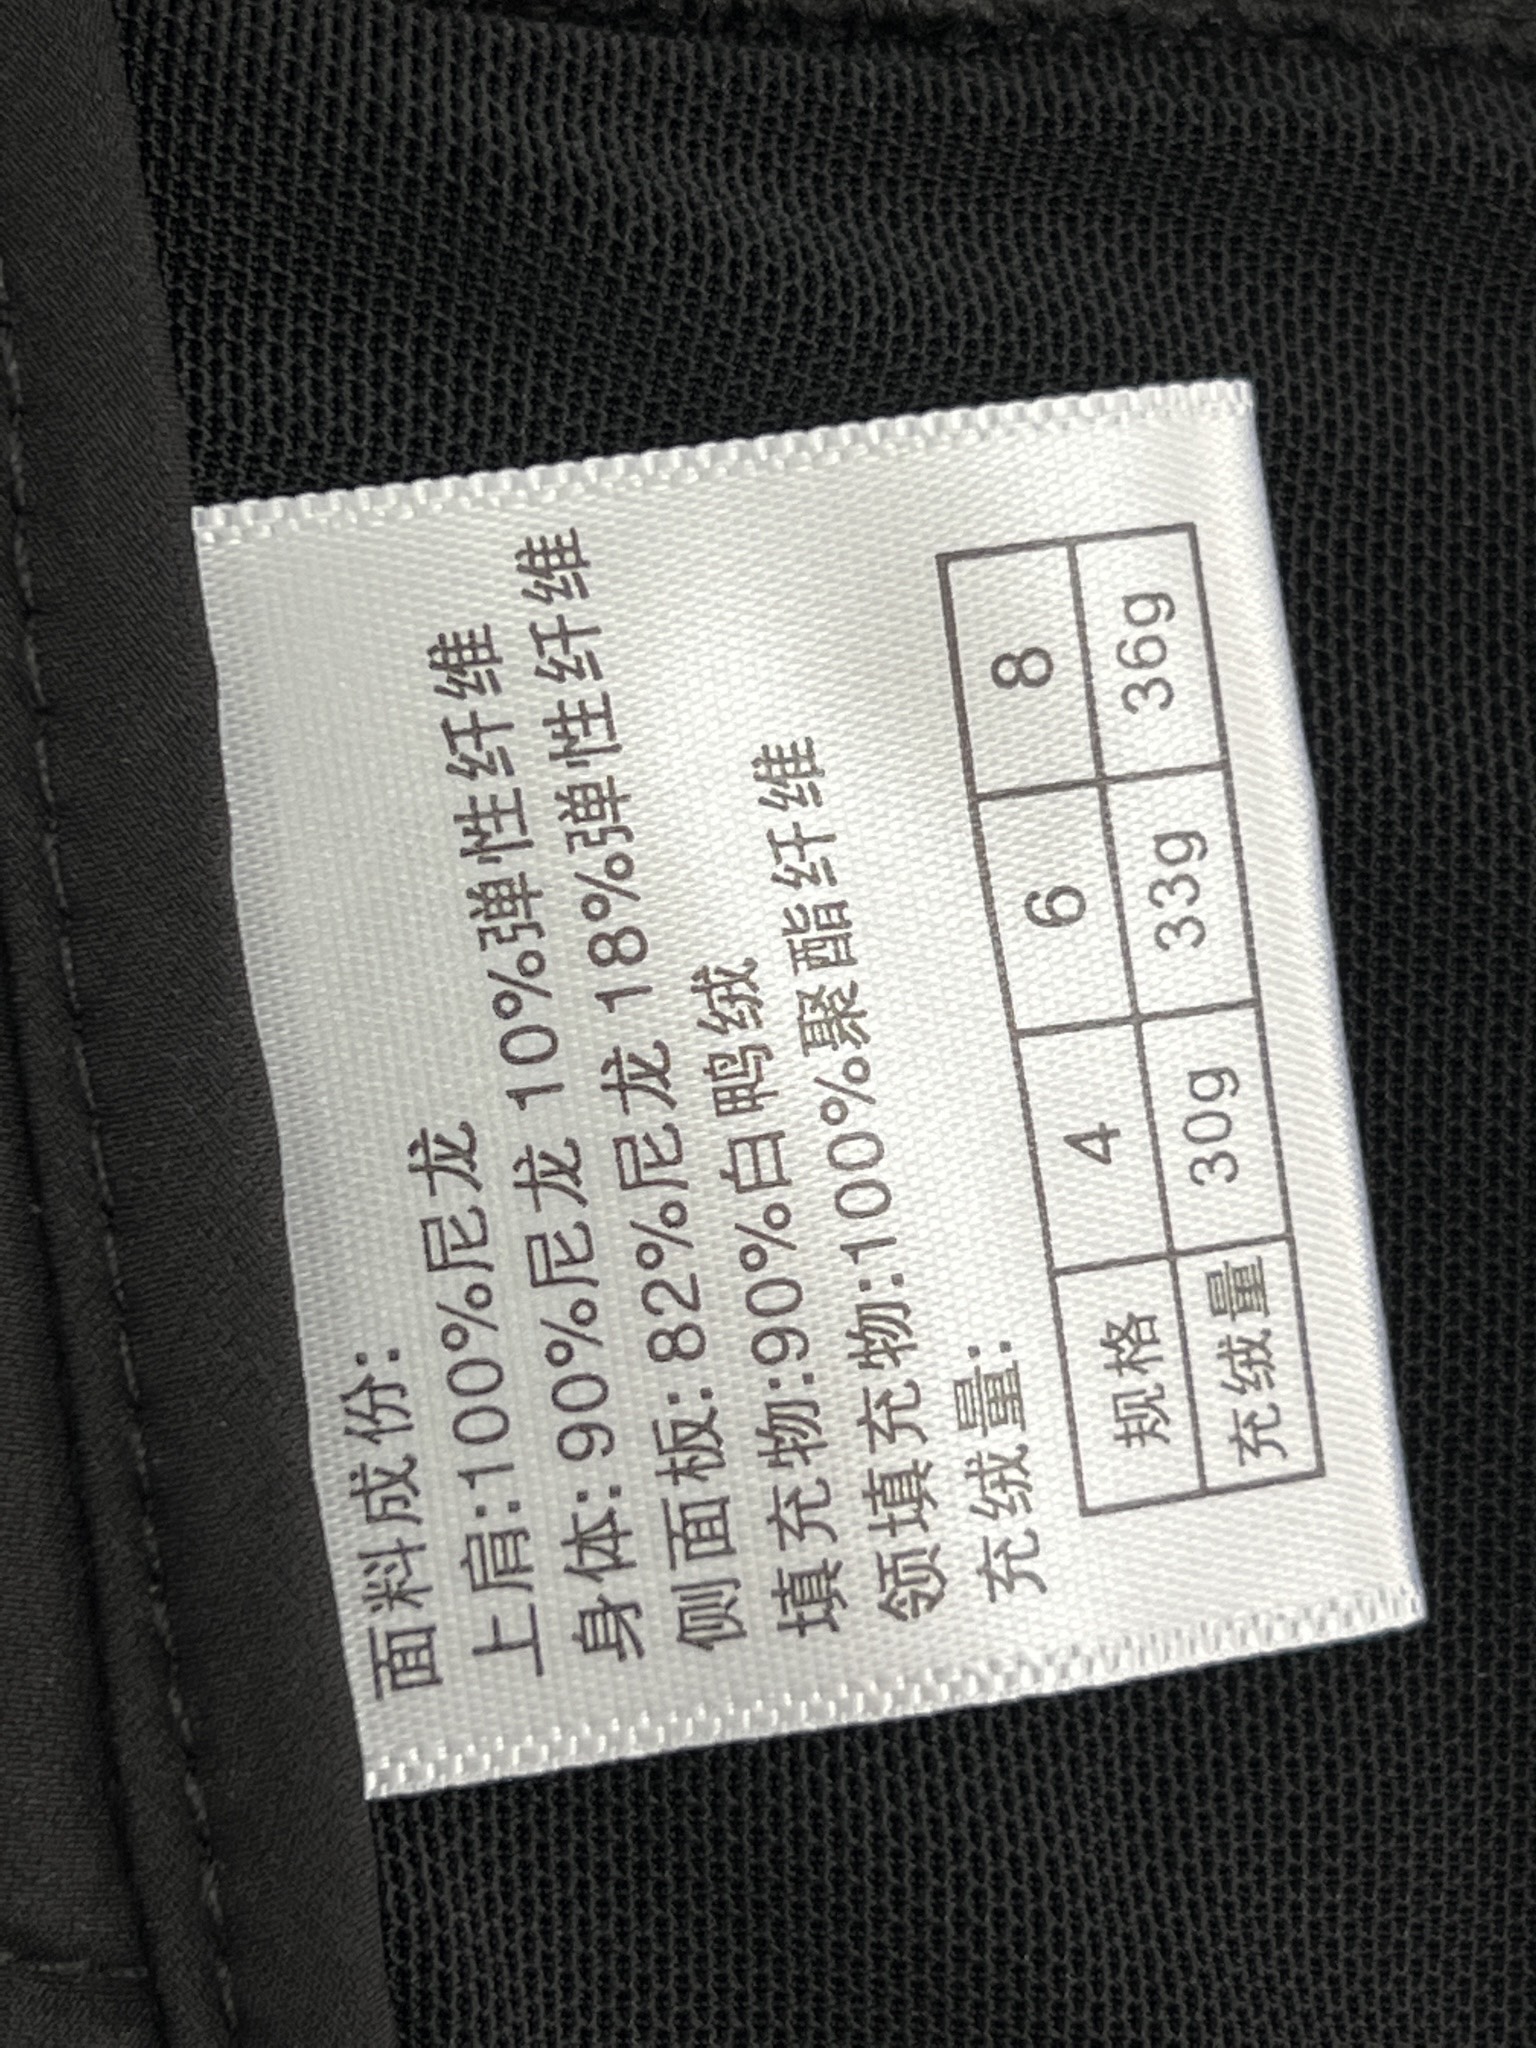 面料成份:
上肩:100%尼龙
身体:90%尼龙 10%弹性纤维
侧面板:82%尼龙 18%弹性纤维
填充物:90%白鸭绒
领填充物:100%聚酯纤维
充绒量:
规格 4 6 8
充绒量 30g 33g 36g